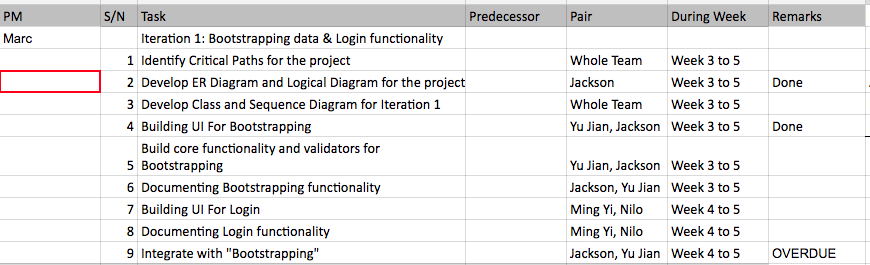 PM S/N Task Predecessor Pair During Week Remarks
Marc Iteration 1: Bootstrapping data & Login functionality
1 Identify Critical Paths for the project Whole Team Week 3 to 5
2 Develop ER Diagram and Logical Diagram for the project Jackson Week 3 to 5 Done
3 Develop Class and Sequence Diagram for Iteration 1 Whole Team Week 3 to 5
4 Building UI For Bootstrapping Yu Jian, Jackson Week 3 to 5 Done
Build core functionality and validators for
5 Bootstrapping Yu Jian, Jackson Week 3 to 5
6 Documenting Bootstrapping functionality Jackson, Yu Jian Week 3 to 5
7 Building UI For Login Ming Yi, Nilo Week 4 to 5
8 Documenting Login functionality Ming Yi, Nilo Week 4 to 5
9 Integrate with "Bootstrapping" Jackson, Yu Jian Week 4 to 5 OVERDUE